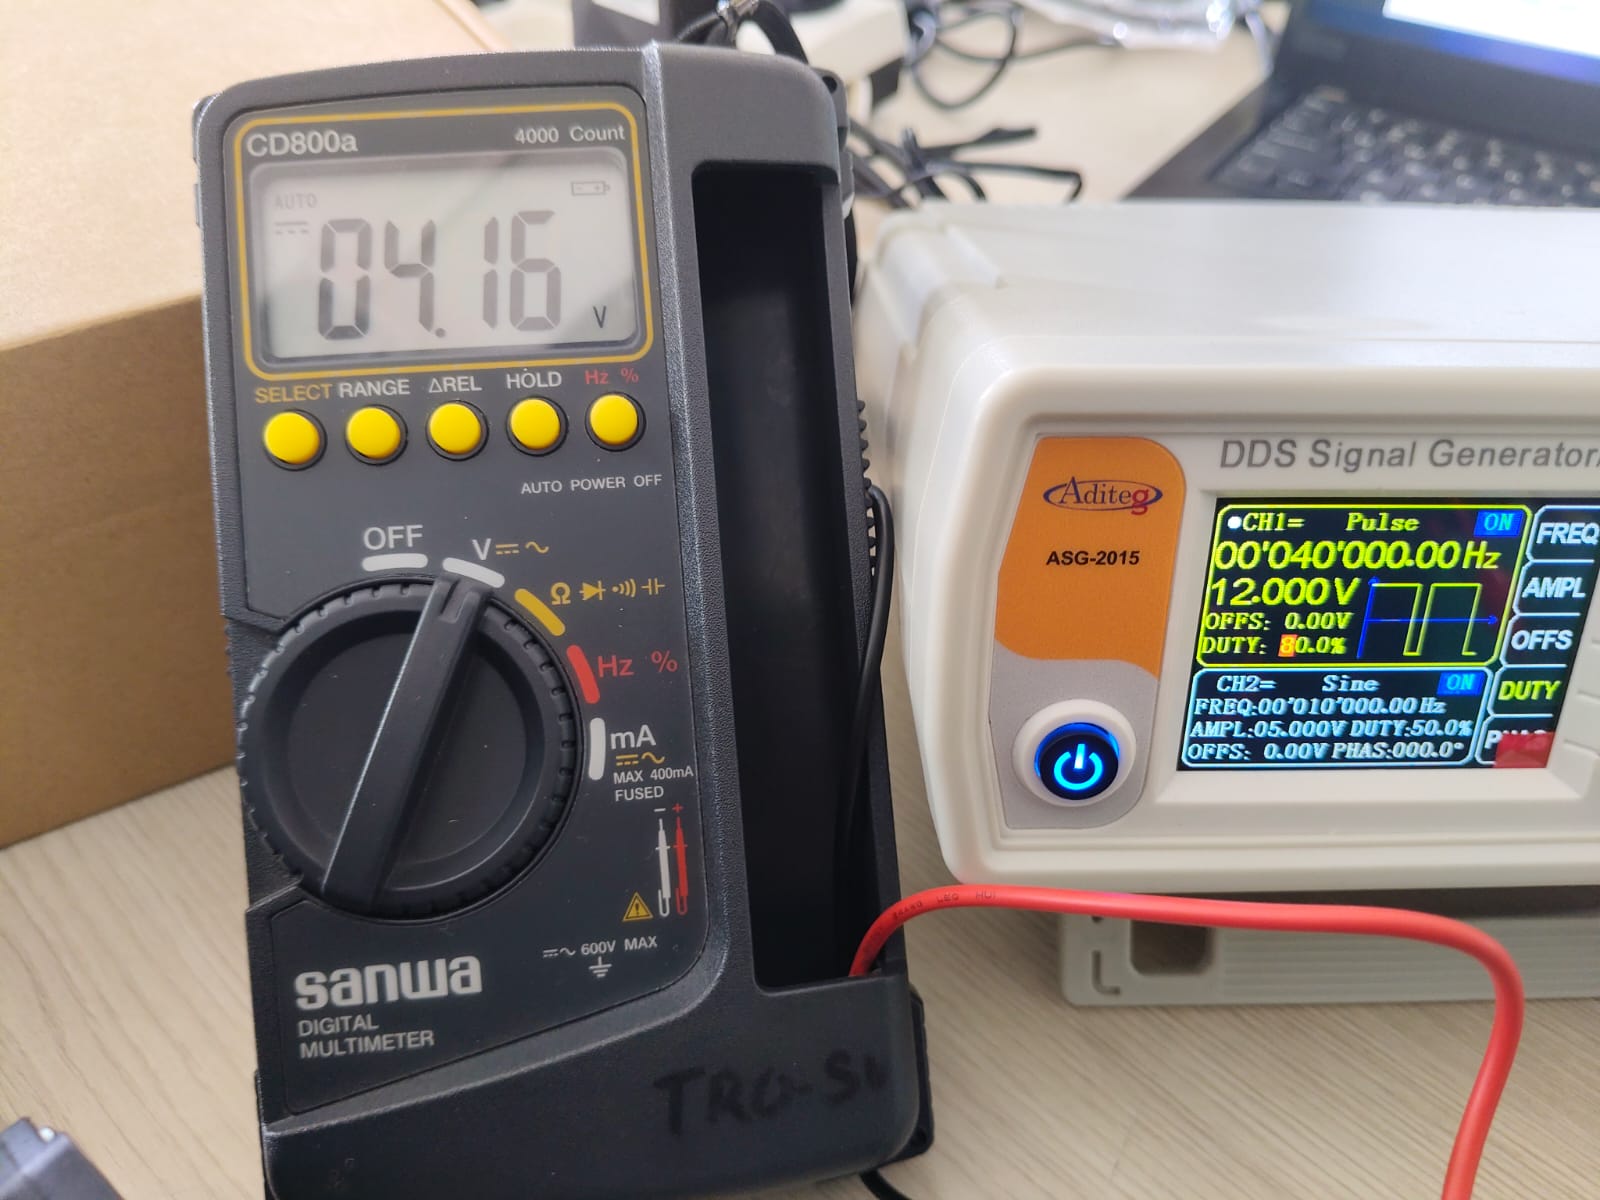 CD800a
4000 Count
AUTO
04.16
V
SELECT RANGE ΔREL HOLD Hz %
AUTO POWER OFF
OFF
V
Ω
Hz %
mA
MAX 400mA
FUSED
- +
600V MAX
sanwa
DIGITAL
MULTIMETER
DDS Signal Generator/
Aditeg
ASG-2015
CH1= Pulse ON
00'040'000.00Hz
12.000V
OFFS: 0.00V
DUTY: 80.0%
CH2= Sine ON
FREQ:00'010'000.00 Hz
AMPL:05.000V DUTY:50.0%
OFFS: 0.00V PHAS:000.0°
FREQ
AMPL
OFFS
DUTY